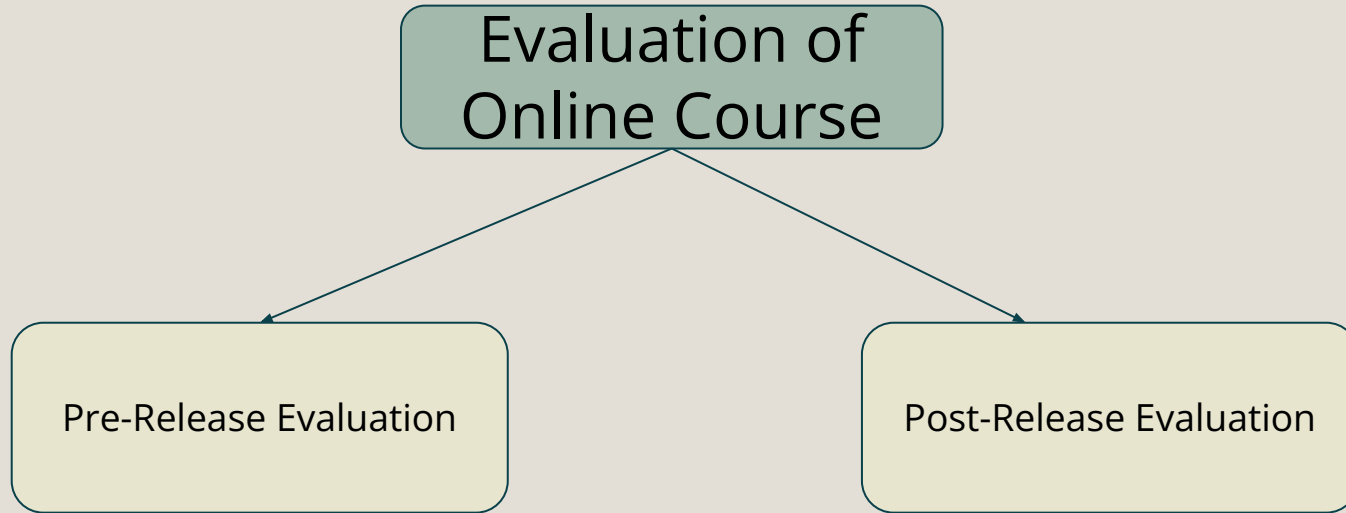 Evaluation of
Online Course
Pre-Release Evaluation
Post-Release Evaluation